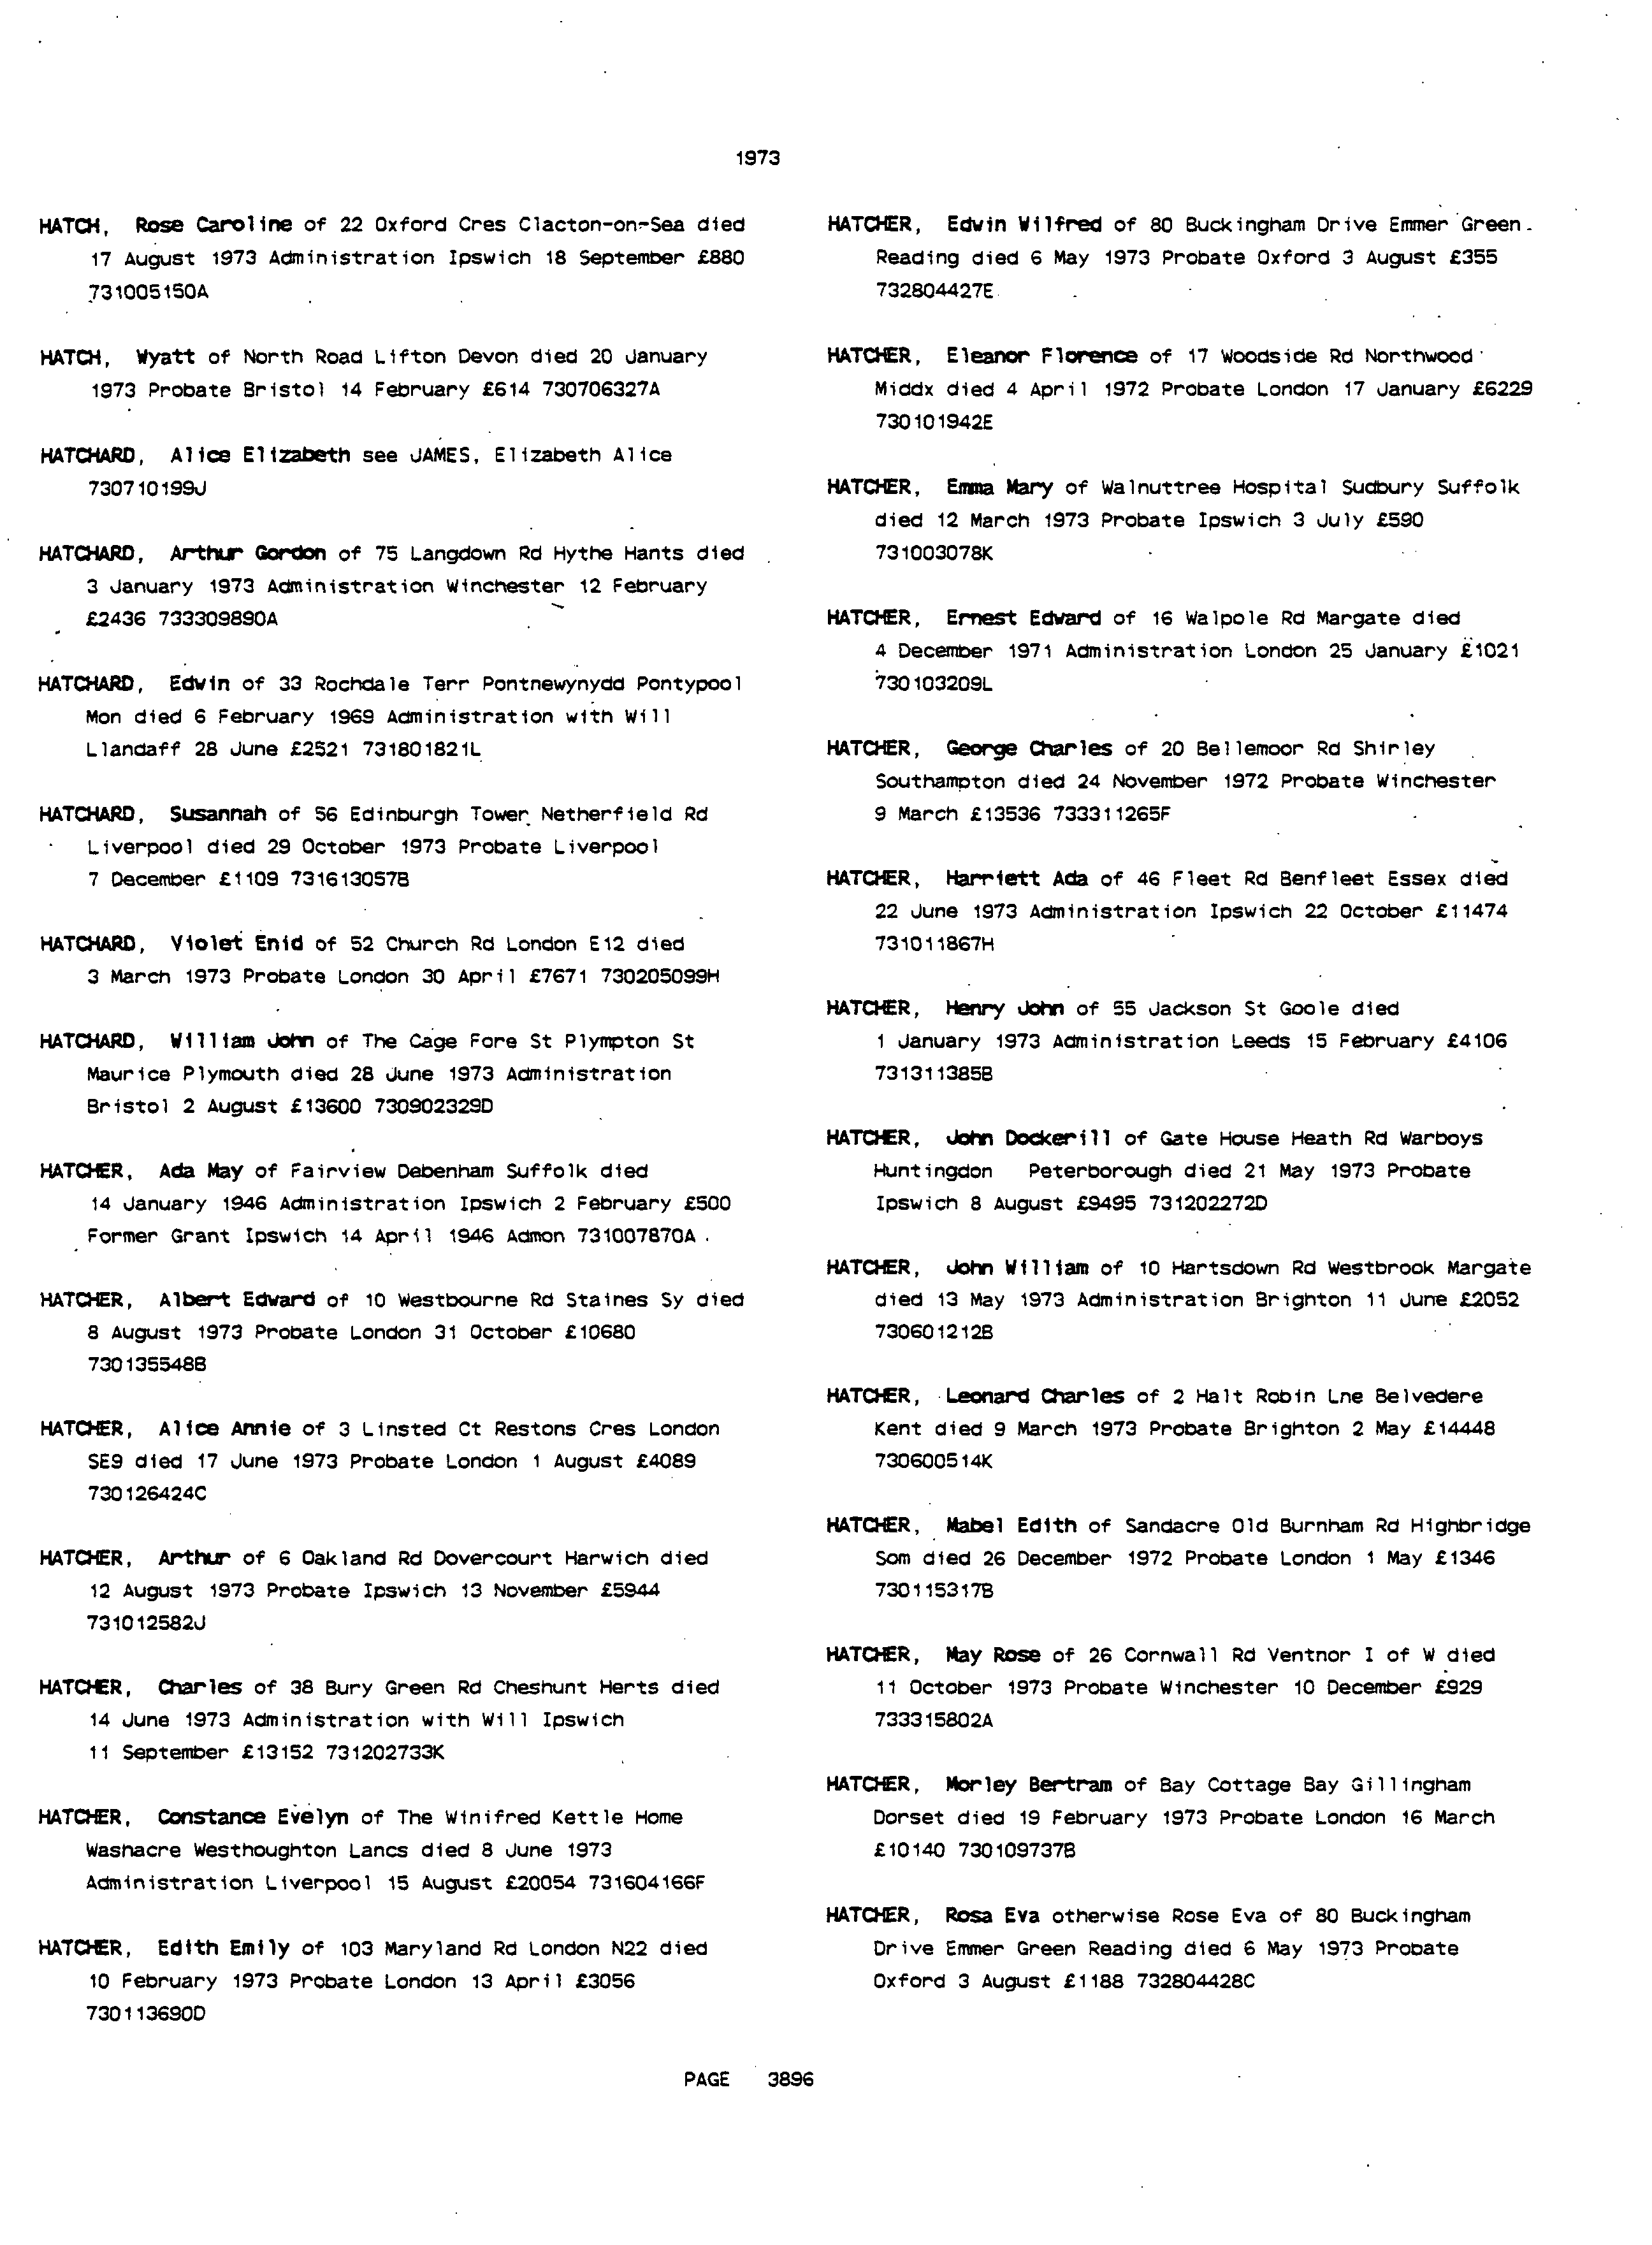 1973
HATCH, Rose Caroline of 22 Oxford Cres Clacton-on-Sea died
17 August 1973 Administration Ipswich 18 September £880
731005150A
HATCH, Wyatt of North Road Lifton Devon died 20 January
1973 Probate Bristol 14 February £614 730706327A
HATCHARD, Alice Elizabeth see JAMES, Elizabeth Alice
730710199J
HATCHARD, Arthur Gordon of 75 Langdown Rd Hythe Hants died
3 January 1973 Administration Winchester 12 February
£2436 733309890A
HATCHARD, Edwin of 33 Rochdale Terr Pontnewynydd Pontypool
Mon died 6 February 1969 Administration with Will
Llandaff 28 June £2521 731801821L
HATCHARD, Susannah of 56 Edinburgh Tower Netherfield Rd
Liverpool died 29 October 1973 Probate Liverpool
7 December £1109 731613057B
HATCHARD, Violet Enid of 52 Church Rd London E12 died
3 March 1973 Probate London 30 April £7671 730205099H
HATCHARD, William John of The Cage Fore St Plympton St
Maurice Plymouth died 28 June 1973 Administration
Bristol 2 August £13600 730902329D
HATCHER, Ada May of Fairview Debenham Suffolk died
14 January 1946 Administration Ipswich 2 February £500
Former Grant Ipswich 14 April 1946 Admon 731007870A
HATCHER, Albert Edward of 10 Westbourne Rd Staines Sy died
8 August 1973 Probate London 31 October £10680
730135548B
HATCHER, Alice Annie of 3 Linsted Ct Restons Cres London
SE9 died 17 June 1973 Probate London 1 August £4089
730126424C
HATCHER, Arthur of 6 Oakland Rd Dovercourt Harwich died
12 August 1973 Probate Ipswich 13 November £5944
731012582J
HATCHER, Charles of 38 Bury Green Rd Cheshunt Herts died
14 June 1973 Administration with Will Ipswich
11 September £13152 731202733K
HATCHER, Constance Evelyn of The Winifred Kettle Home
Washacre Westhoughton Lancs died 8 June 1973
Administration Liverpool 15 August £20054 731604166F
HATCHER, Edith Emily of 103 Maryland Rd London N22 died
10 February 1973 Probate London 13 April £3056
730113690D
HATCHER, Edwin Wilfred of 80 Buckingham Drive Emmer Green
Reading died 6 May 1973 Probate Oxford 3 August £355
732804427E
HATCHER, Eleanor Florence of 17 Woodside Rd Northwood
Middx died 4 April 1972 Probate London 17 January £6229
730101942E
HATCHER, Emma Mary of Walnuttree Hospital Sudbury Suffolk
died 12 March 1973 Probate Ipswich 3 July £590
731003078K
HATCHER, Ernest Edward of 16 Walpole Rd Margate died
4 December 1971 Administration London 25 January £1021
730103209L
HATCHER, George Charles of 20 Bellemoor Rd Shirley
Southampton died 24 November 1972 Probate Winchester
9 March £13536 733311265F
HATCHER, Harriett Ada of 46 Fleet Rd Benfleet Essex died
22 June 1973 Administration Ipswich 22 October £11474
731011867H
HATCHER, Henry John of 55 Jackson St Goole died
1 January 1973 Administration Leeds 15 February £4106
731311385B
HATCHER, John Dockerill of Gate House Heath Rd Warboys
Huntingdon Peterborough died 21 May 1973 Probate
Ipswich 8 August £9495 731202272D
HATCHER, John William of 10 Hartsdown Rd Westbrook Margate
died 13 May 1973 Administration Brighton 11 June £2052
730601212B
HATCHER, Leonard Charles of 2 Halt Robin Lne Belvedere
Kent died 9 March 1973 Probate Brighton 2 May £14448
730600514K
HATCHER, Mabel Edith of Sandacre Old Burnham Rd Highbridge
Som died 26 December 1972 Probate London 1 May £1346
730115317B
HATCHER, May Rose of 26 Cornwall Rd Ventnor I of W died
11 October 1973 Probate Winchester 10 December £929
733315802A
HATCHER, Morley Bertram of Bay Cottage Bay Gillingham
Dorset died 19 February 1973 Probate London 16 March
£10140 730109737B
HATCHER, Rosa Eva otherwise Rose Eva of 80 Buckingham
Drive Emmer Green Reading died 6 May 1973 Probate
Oxford 3 August £1188 732804428C
PAGE 3896